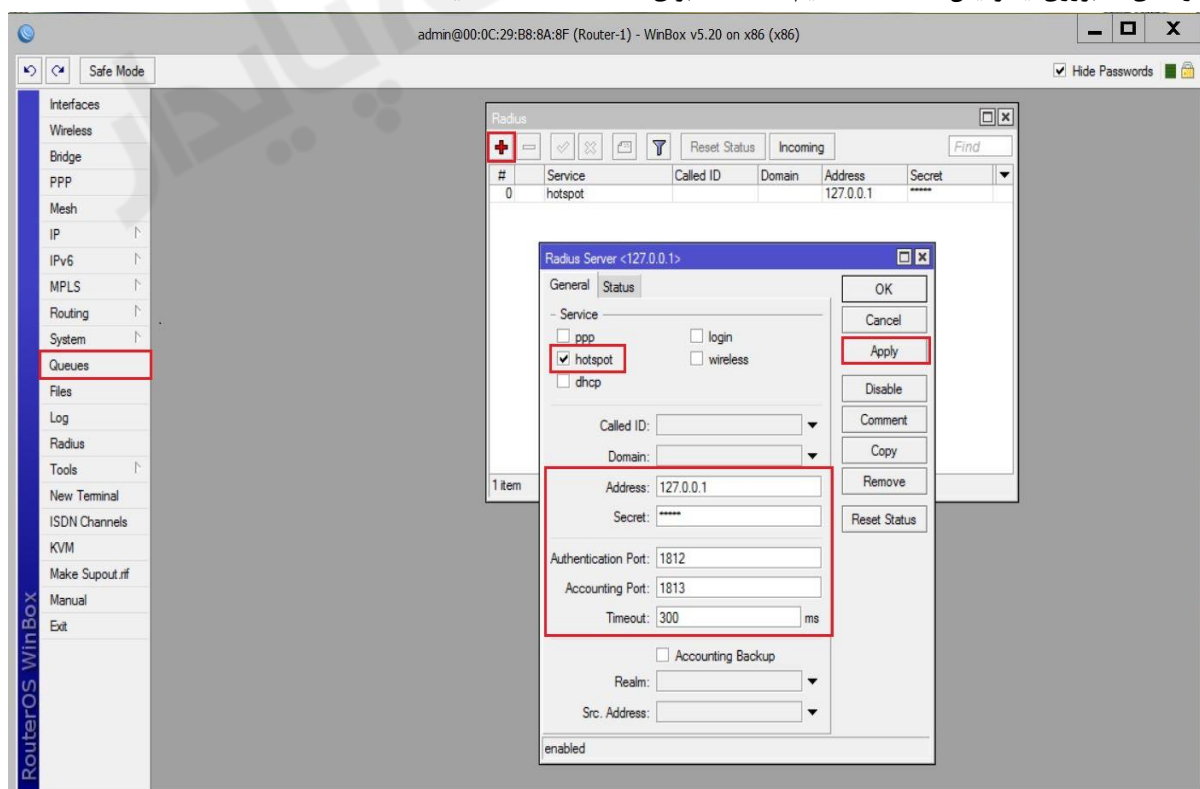 admin@00:0C:29:B8:8A:8F (Router-1) - WinBox v5.20 on x86 (x86)
Safe Mode
Hide Passwords
Interfaces
Wireless
Bridge
PPP
Mesh
IP
IPv6
MPLS
Routing
System
Queues
Files
Log
Radius
Tools
New Terminal
ISDN Channels
KVM
Make Supout.rif
Manual
Exit
RouterOS WinBox
Radius
Reset Status Incoming Find
# Service Called ID Domain Address Secret
0 hotspot 127.0.0.1 *****
1 item
Radius Server <127.0.0.1>
General Status
Service
ppp login
hotspot wireless
dhcp
Called ID:
Domain:
Address: 127.0.0.1
Secret: *****
Authentication Port: 1812
Accounting Port: 1813
Timeout: 300 ms
Accounting Backup
Realm:
Src. Address:
enabled
OK
Cancel
Apply
Disable
Comment
Copy
Remove
Reset Status
پایدار